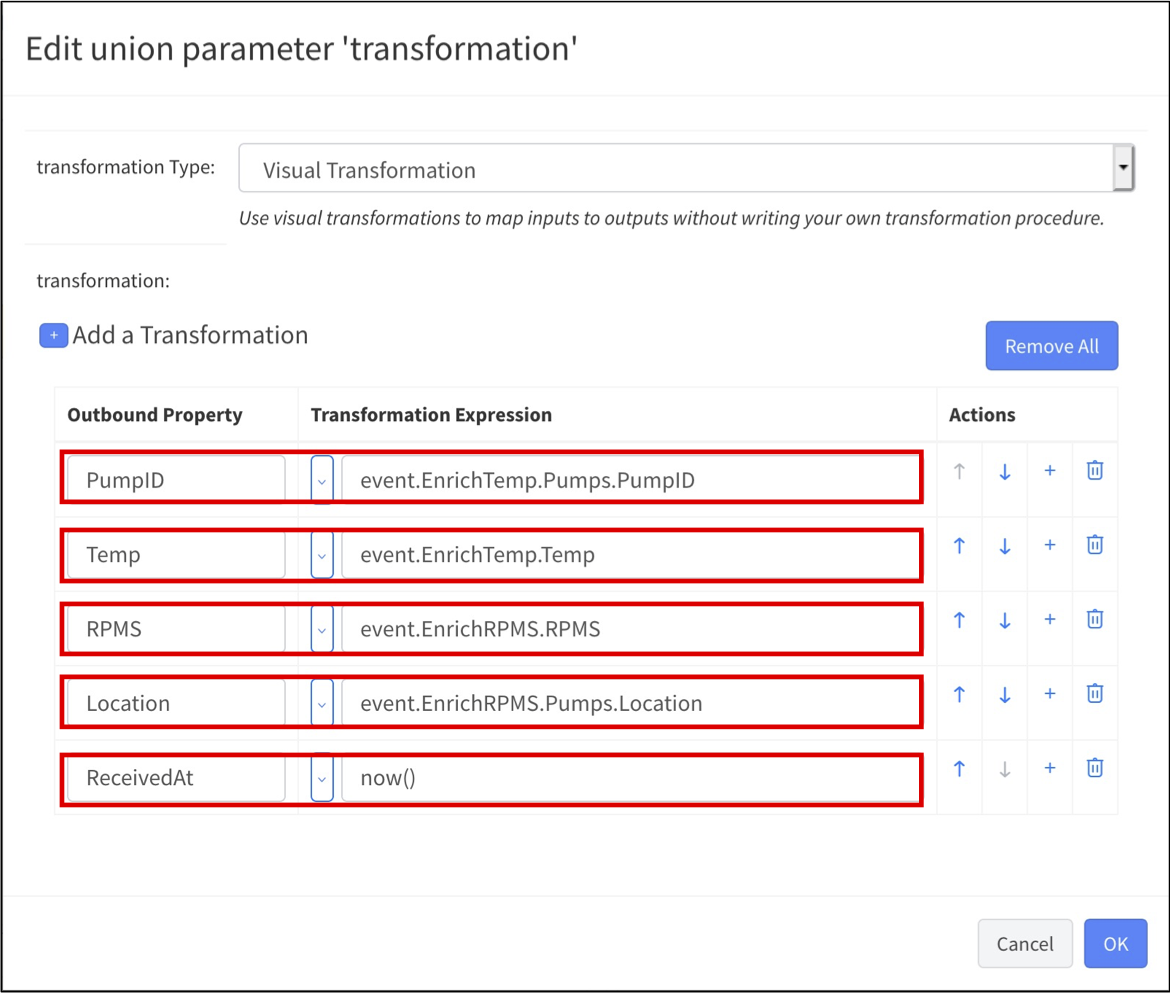 Edit union parameter 'transformation'
transformation Type:
Visual Transformation
Use visual transformations to map inputs to outputs without writing your own transformation procedure.
transformation:
+ Add a Transformation
Remove All
Outbound Property Transformation Expression Actions
PumpID event.EnrichTemp.Pumps.PumpID
Temp event.EnrichTemp.Temp
RPMS event.EnrichRPMS.RPMS
Location event.EnrichRPMS.Pumps.Location
ReceivedAt now()
Cancel OK